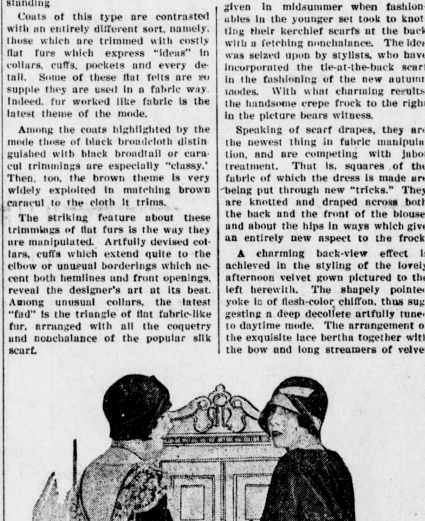 standing
Coats of this type are contrasted
with an entirely different sort, namely,
those which are trimmed with costly
flat furs which express "ideas" in
collars, cuffs, pockets and every de-
tail. Some of these flat felts are so
supple they are used in a fabric way.
Indeed, fur worked like fabric is the
latest theme of the mode.
Among the coats highlighted by the
mode those of black broadcloth distin-
guished with black broadtail or cara-
cul trimmings are especially "classy."
Then, too, the brown theme is very
widely exploited in matching brown
caracul to the cloth it trims.
The striking feature about these
trimmings of flat furs is the way they
are manipulated. Artfully devised col-
lars, cuffs which extend quite to the
elbow or unusual borderings which ac-
cent both hemlines and front openings,
reveal the designer's art at its best.
Among unusual collars, the latest
"fad" is the triangle of flat fabric-like
fur, arranged with all the coquetry
and nonchalance of the popular silk
scarf.
given in midsummer when fashion-
ables in the younger set took to knot
ting their kerchief scarfs at the back
with a fetching nonchalance. The idea
was seized upon by stylists, who have
incorporated the tie-at-the-back scarf
in the fashioning of the new autumn
modes. With what charming results
the handsome crepe frock to the right
in the picture bears witness.
Speaking of scarf drapes, they are
the newest thing in fabric manipula
tion, and are competing with jabot
treatment. That is, squares of the
fabric of which the dress is made are
being put through new "tricks." They
are knotted and draped across both
the back and the front of the blouse
and about the hips in ways which give
an entirely new aspect to the frock.
A charming back-view effect is
achieved in the styling of the lovely
afternoon velvet gown pictured to the
left herewith. The shapely pointed
yoke is of flesh-color chiffon, thus sug
gesting a deep decollete artfully tuned
to daytime mode. The arrangement of
the exquisite lace bertha together with
the bow and long streamers of velvet